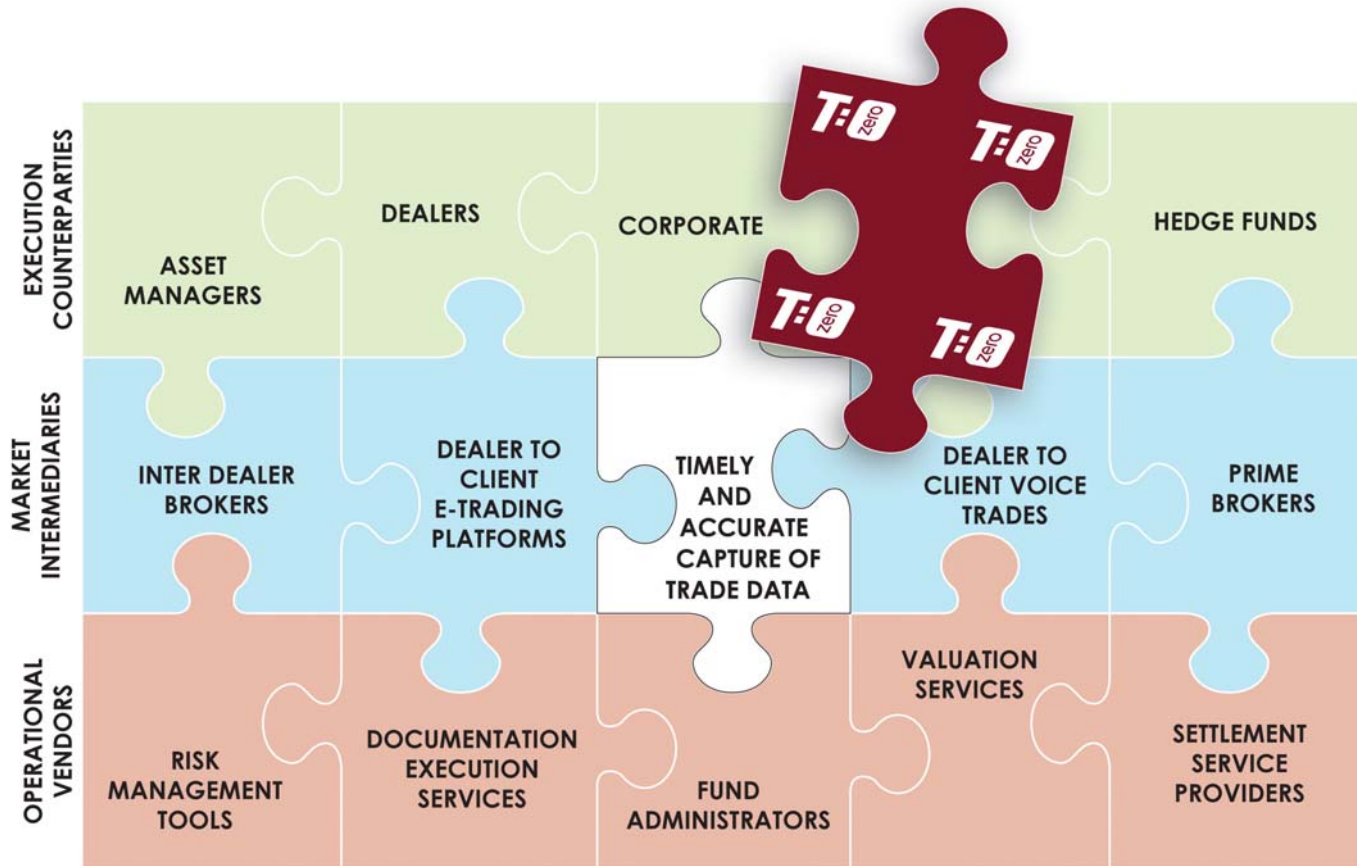 EXECUTION
COUNTERPARTIES
ASSET
MANAGERS
DEALERS
CORPORATE
T:0
zero
T:0
zero
T:0
zero
T:0
zero
HEDGE FUNDS
MARKET
INTERMEDIARIES
INTER DEALER
BROKERS
DEALER TO
CLIENT
E-TRADING
PLATFORMS
TIMELY
AND
ACCURATE
CAPTURE OF
TRADE DATA
DEALER TO
CLIENT VOICE
TRADES
PRIME
BROKERS
OPERATIONAL
VENDORS
RISK
MANAGEMENT
TOOLS
DOCUMENTATION
EXECUTION
SERVICES
FUND
ADMINISTRATORS
VALUATION
SERVICES
SETTLEMENT
SERVICE
PROVIDERS